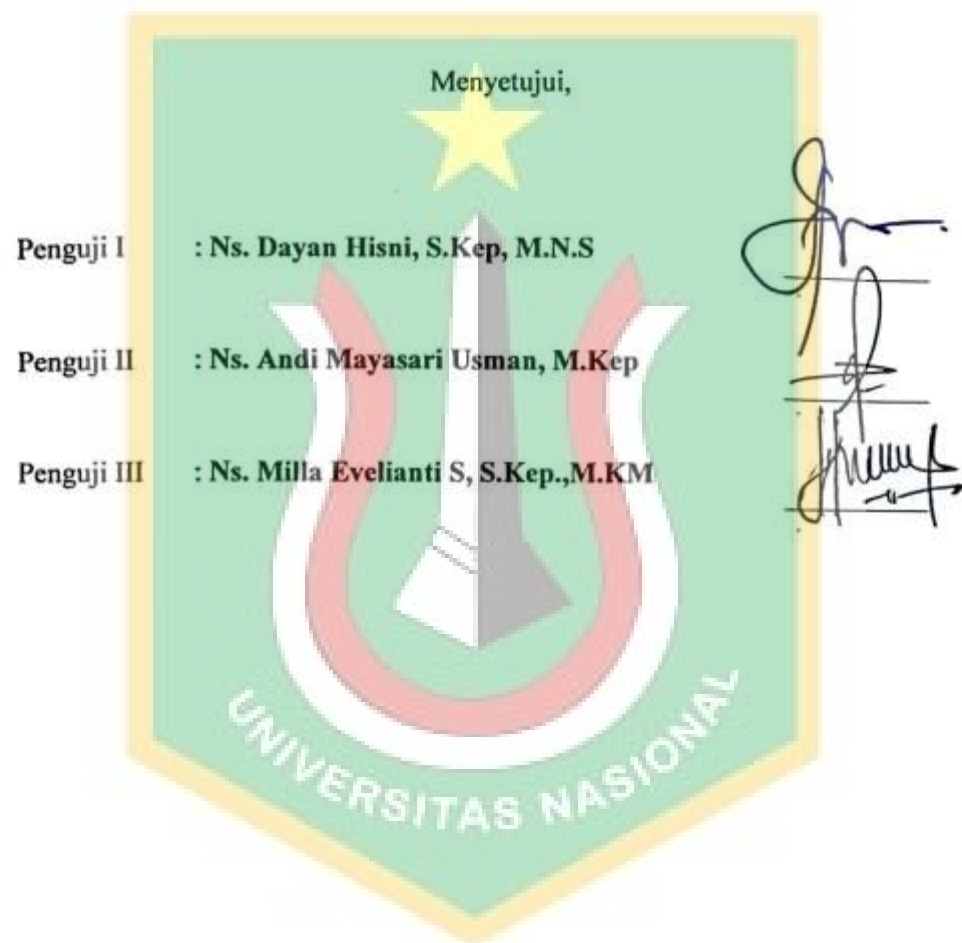 Menyetujui,
Penguji I : Ns. Dayan Hisni, S.Kep, M.N.S
Penguji II : Ns. Andi Mayasari Usman, M.Kep
Penguji III : Ns. Milla Evelianti S, S.Kep.,M.KM
UNIVERSITAS NASIONAL